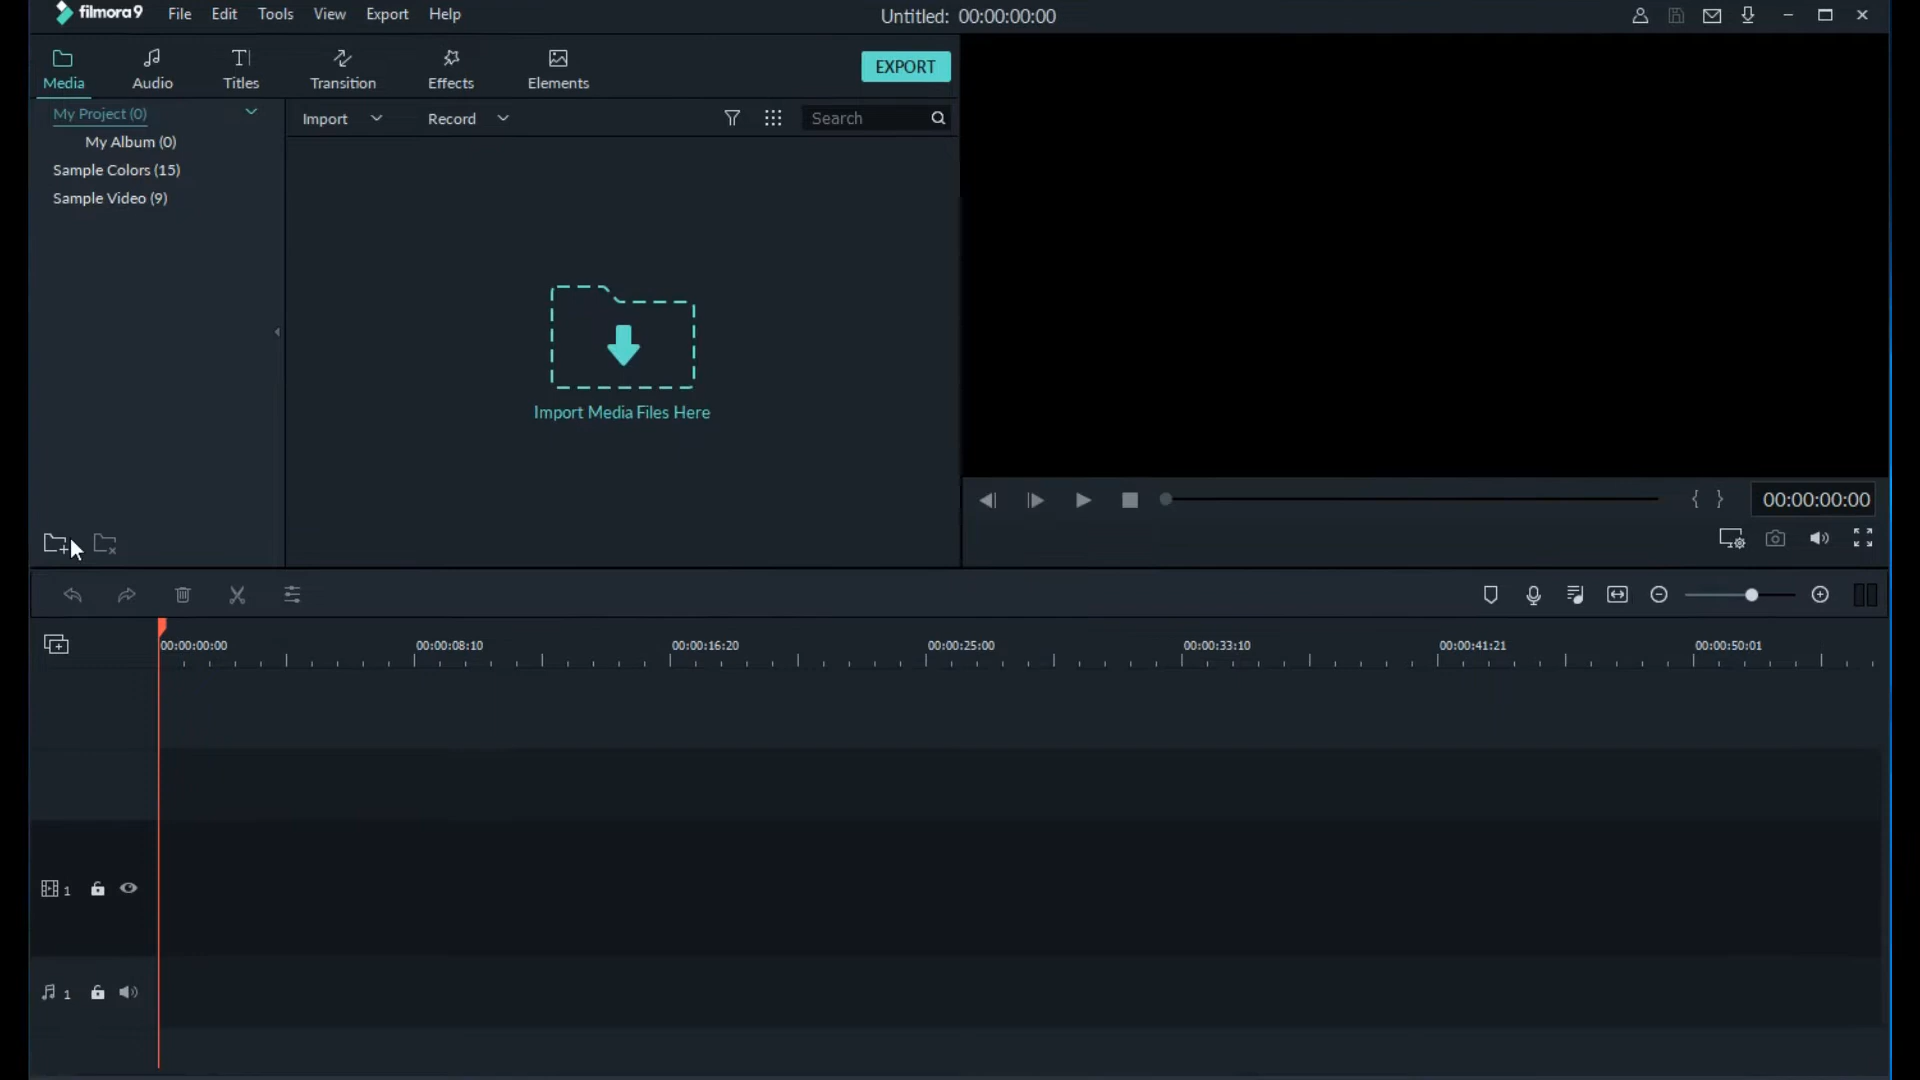 filmora9 File Edit Tools View Export Help Untitled: 00:00:00:00
Media Audio Titles Transition Effects Elements EXPORT
My Project (0) Import Record Search
My Album (0)
Sample Colors (15)
Sample Video (9)
Import Media Files Here
{ } 00:00:00:00
00:00:00:00 00:00:08:10 00:00:16:20 00:00:25:00 00:00:33:10 00:00:41:21 00:00:50:01
1
1